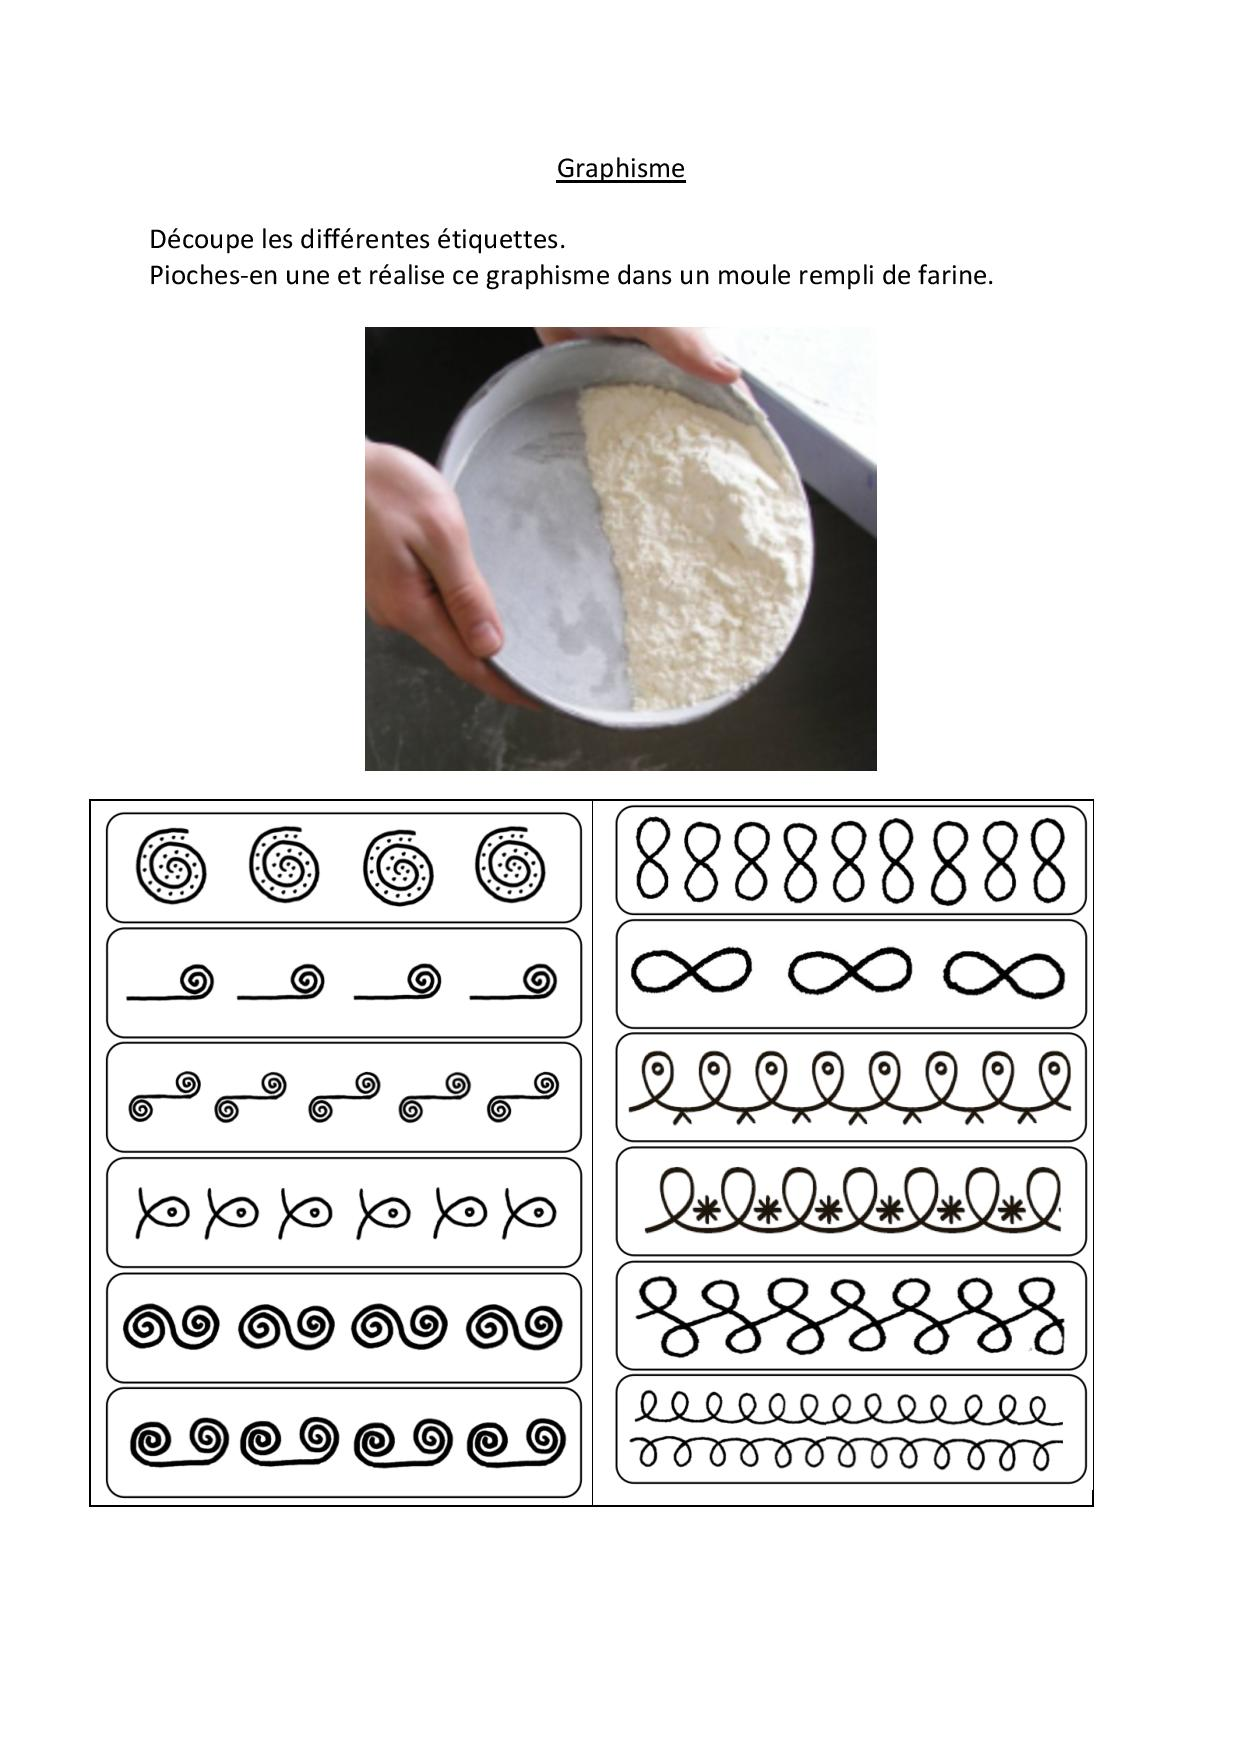 Graphisme
Découpe les différentes étiquettes.
Pioches-en une et réalise ce graphisme dans un moule rempli de farine.